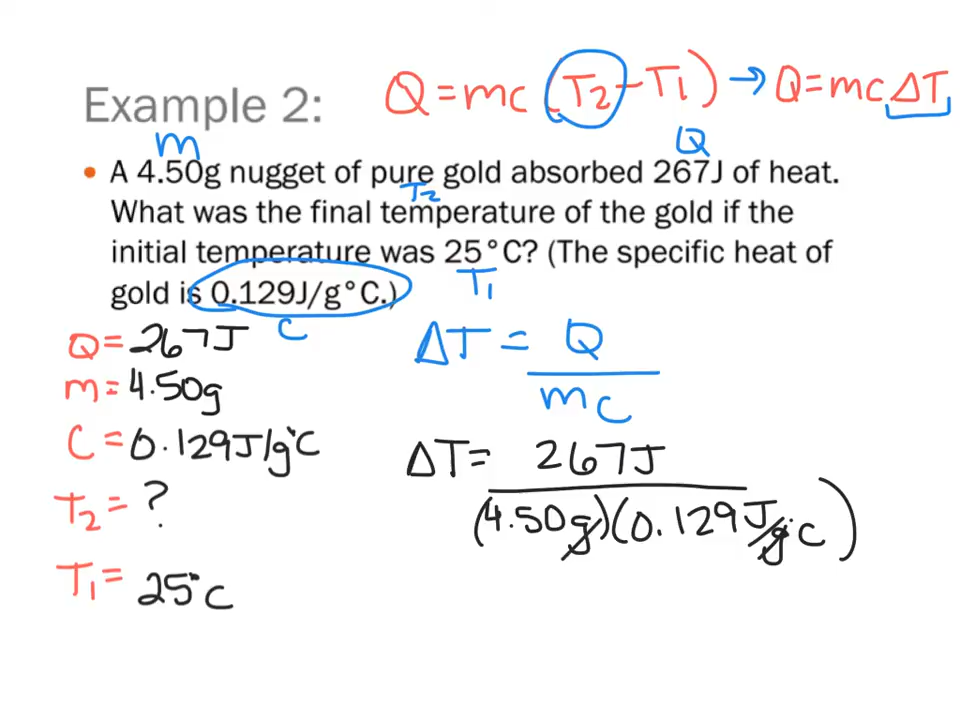 Q=mc(T2-T1) → Q=mcΔT
Example 2:
m
Q
• A 4.50g nugget of pure gold absorbed 267J of heat.
T2
What was the final temperature of the gold if the
initial temperature was 25°C? (The specific heat of
T1
gold is 0.129J/g°C.)
C
Q= 267J
m= 4.50g
C= 0.129J/g°C
T2= ?
T1= 25°C
ΔT = Q
mC
ΔT= 267J
(4.50g)(0.129J/g°C)